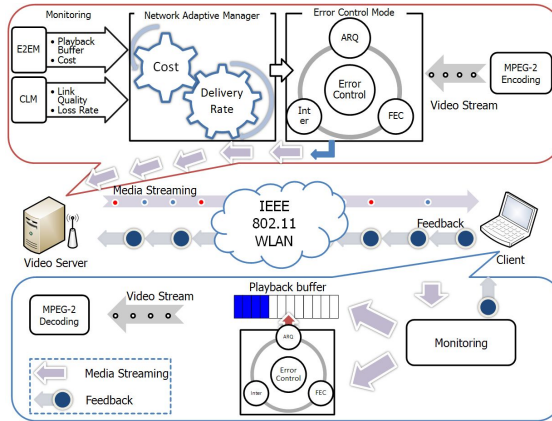 Monitoring
Network Adaptive Manager
Error Control Mode
E2EM
• Playback
Buffer
• Cost
CLM
• Link
Quality
• Loss Rate
Cost
Delivery
Rate
ARQ
Error
Control
Int
er
FEC
MPEG-2
Encoding
Video Stream
Media Streaming
IEEE
802.11
WLAN
Feedback
Video Server
Client
Playback buffer
Video Stream
MPEG-2
Decoding
ARQ
Error
Control
Inter
FEC
Monitoring
Media Streaming
Feedback